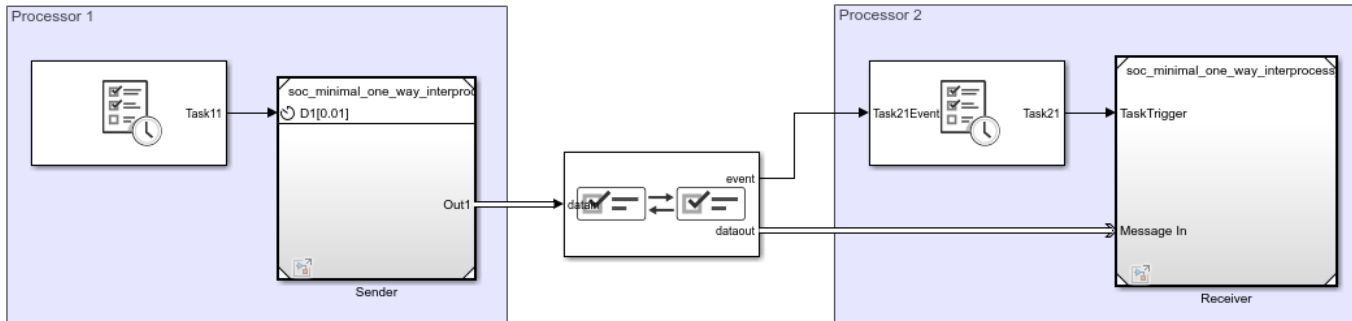 Processor 1
Task11
soc_minimal_one_way_interproc
D1[0.01]
Out1
Sender
datain
event
dataout
Processor 2
Task21Event
Task21
soc_minimal_one_way_interprocess
TaskTrigger
Message In
Receiver